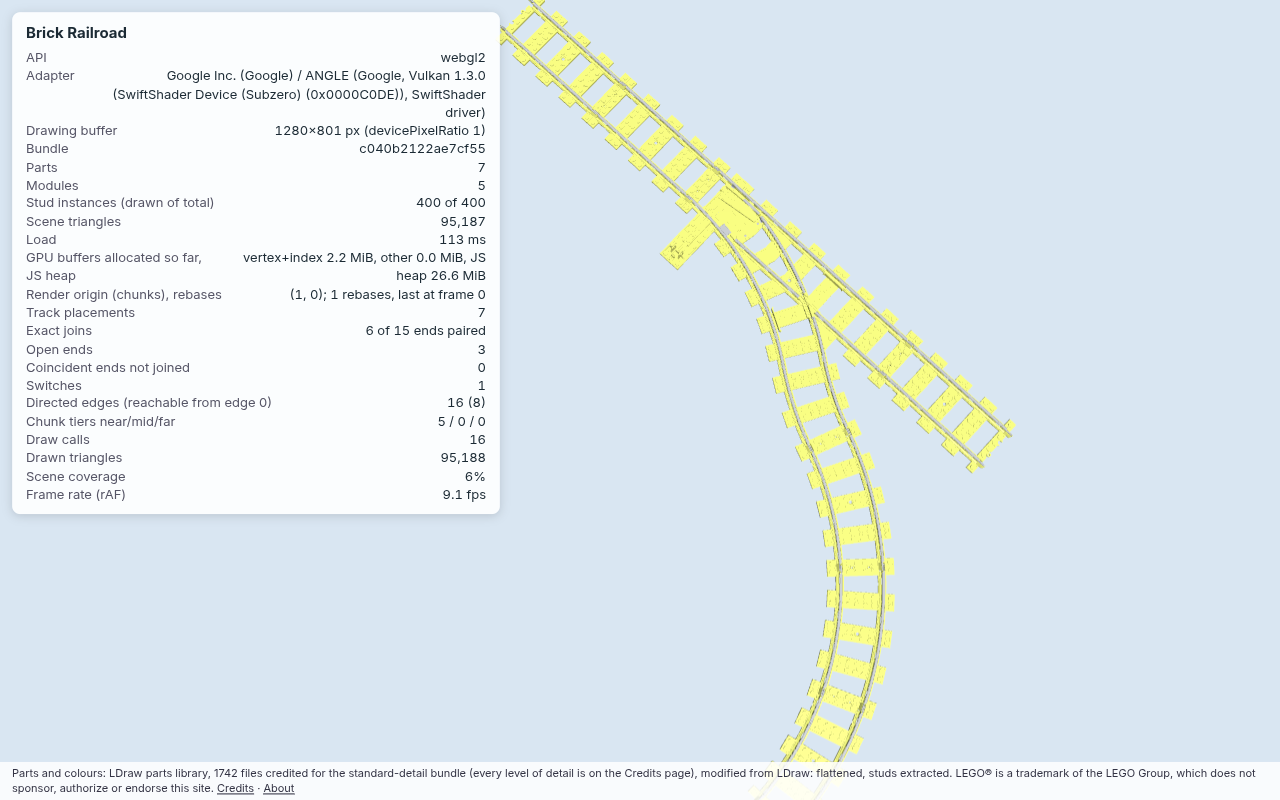 Brick Railroad
API webgl2
Adapter Google Inc. (Google) / ANGLE (Google, Vulkan 1.3.0
(SwiftShader Device (Subzero) (0x0000C0DE)), SwiftShader
driver)
Drawing buffer 1280×801 px (devicePixelRatio 1)
Bundle c040b2122ae7cf55
Parts 7
Modules 5
Stud instances (drawn of total) 400 of 400
Scene triangles 95,187
Load 113 ms
GPU buffers allocated so far, vertex+index 2.2 MiB, other 0.0 MiB, JS
JS heap heap 26.6 MiB
Render origin (chunks), rebases (1, 0); 1 rebases, last at frame 0
Track placements 7
Exact joins 6 of 15 ends paired
Open ends 3
Coincident ends not joined 0
Switches 1
Directed edges (reachable from edge 0) 16 (8)
Chunk tiers near/mid/far 5 / 0 / 0
Draw calls 16
Drawn triangles 95,188
Scene coverage 6%
Frame rate (rAF) 9.1 fps
Parts and colours: LDraw parts library, 1742 files credited for the standard-detail bundle (every level of detail is on the Credits page), modified from LDraw: flattened, studs extracted. LEGO® is a trademark of the LEGO Group, which does not
sponsor, authorize or endorse this site. Credits · About